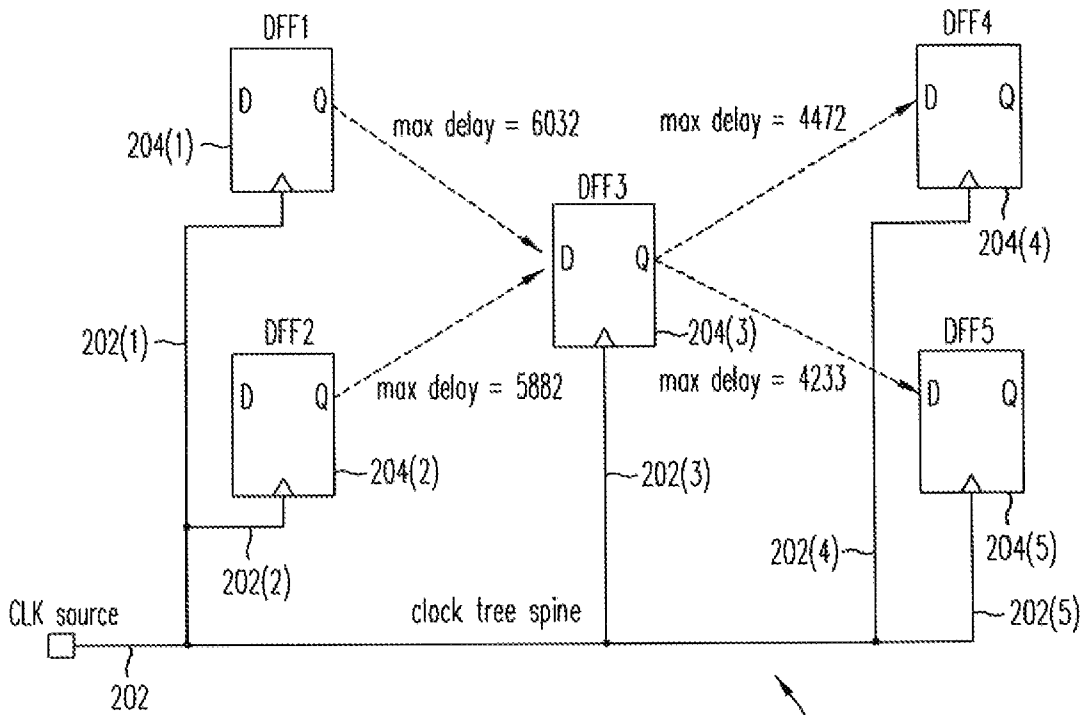 DFF1
DFF4
D Q
D Q
max delay = 6032
max delay = 4472
204(1)
DFF3
204(4)
D Q
202(1)
DFF2
204(3)
DFF5
D Q
max delay = 5882
max delay = 4233
D Q
204(2)
202(3)
202(4)
204(5)
202(2)
CLK source
clock tree spine
202(5)
202